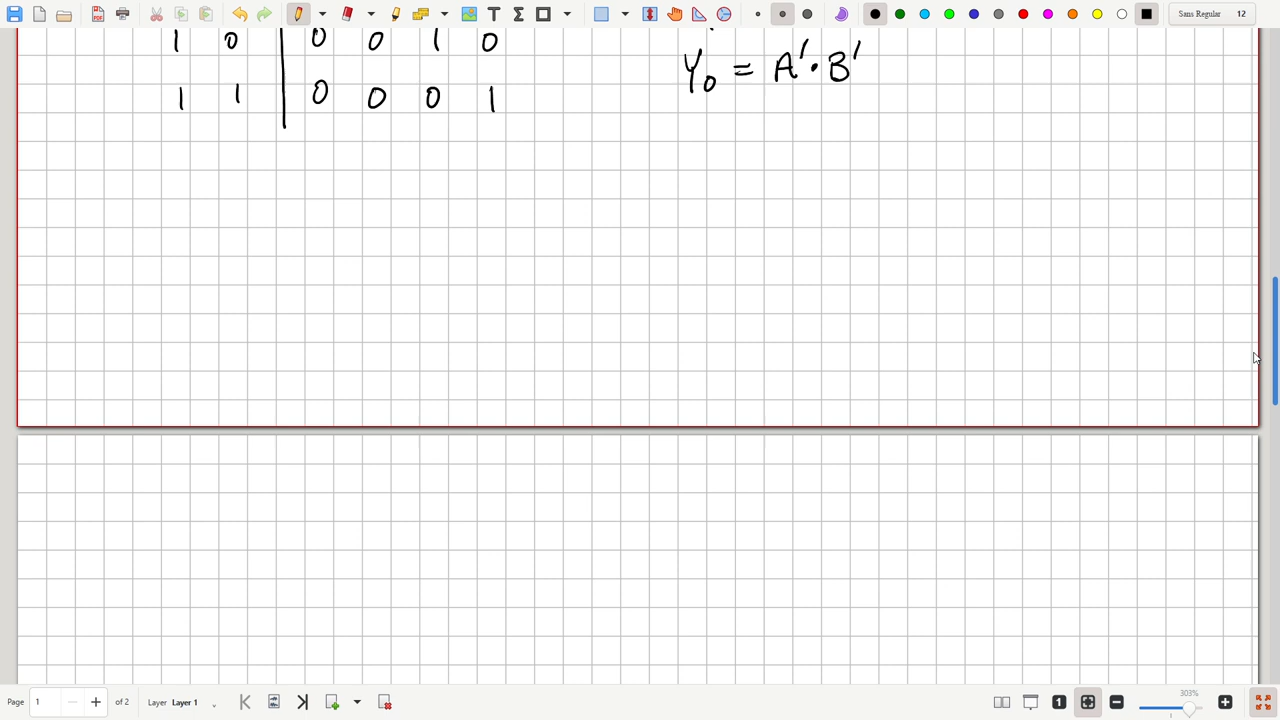 Sans Regular 12
1 0 | 0 0 1 0
Y₀ = A'·B'
1 1 | 0 0 0 1
Page 1 of 2 Layer Layer 1 303%